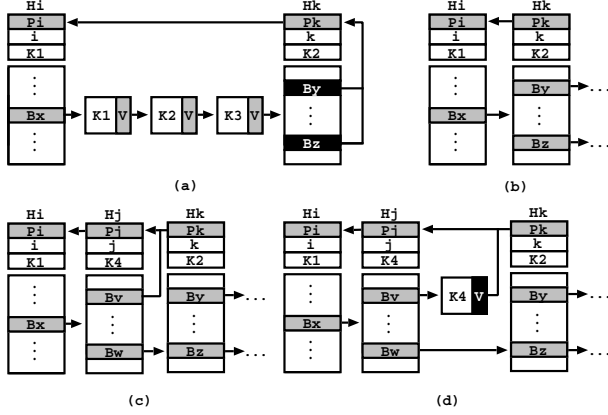 Hi Hk
Pi Pk
i k
K1 K2
Bx K1 V K2 V K3 V By
Bz
(a)
Hi Hk
Pi Pk
i k
K1 K2
By ...
Bx
Bz ...
(b)
Hi Hj Hk
Pi Pj Pk
i j k
K1 K4 K2
Bv By ...
Bx
Bw Bz ...
(c)
Hi Hj Hk
Pi Pj Pk
i j k
K1 K4 K2
Bv K4 V By ...
Bx
Bw Bz ...
(d)